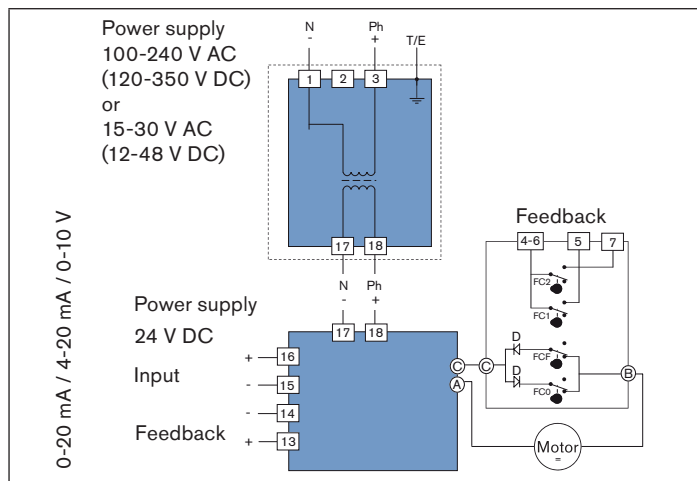 Power supply
100-240 V AC
(120-350 V DC)
or
15-30 V AC
(12-48 V DC)
N
-
Ph
+
T/E
1
2
3
17
18
N
-
Ph
+
0-20 mA / 4-20 mA / 0-10 V
Power supply
24 V DC
17
18
+
16
Input
-
15
-
14
Feedback
+
13
C
A
C
Feedback
4-6
5
7
FC2
FC1
D
FCF
D
FC0
B
Motor
=